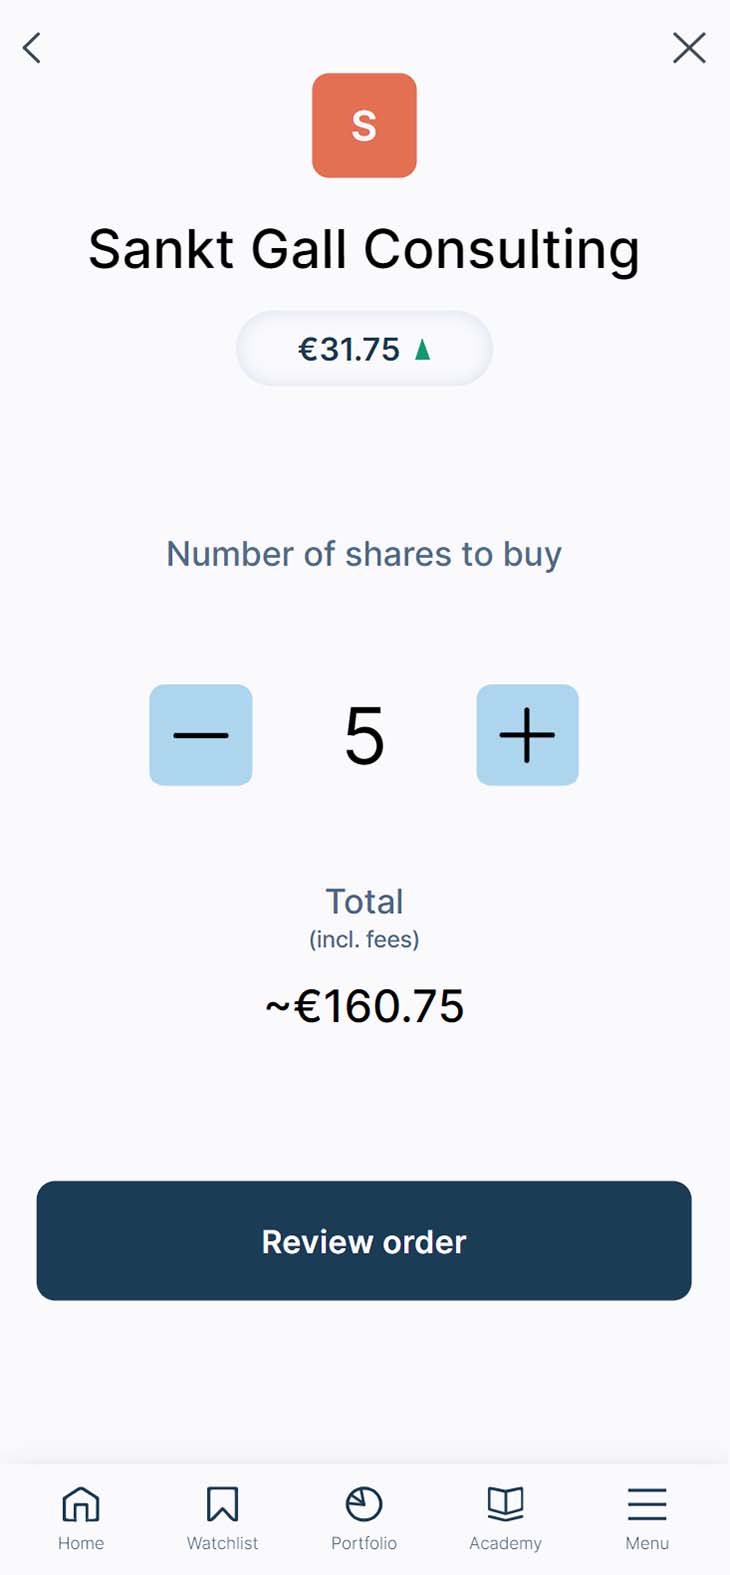 S
Sankt Gall Consulting
€31.75
Number of shares to buy
5
Total
(incl. fees)
~€160.75
Review order
Home Watchlist Portfolio Academy Menu